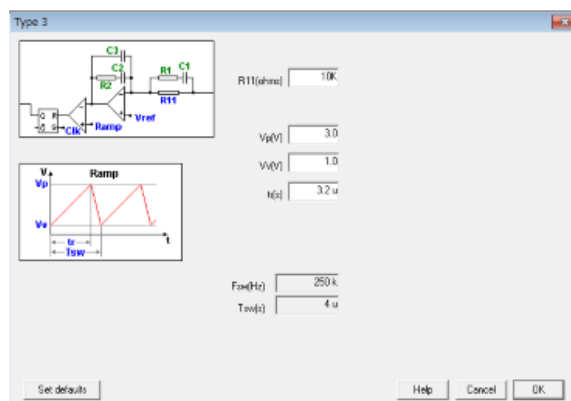 Type 3
C3
C2
R2
R1 C1
R11
Vref
Ramp
Clk
Q R
Q S
R11(ohms) 10K
Vp(V) 3.0
Vv(V) 1.0
tr(s) 3.2 u
V Ramp
Vp
Vv
tr
t
Tsw
Fsw(Hz) 250 k
Tsw(s) 4 u
Set defaults Help Cancel OK